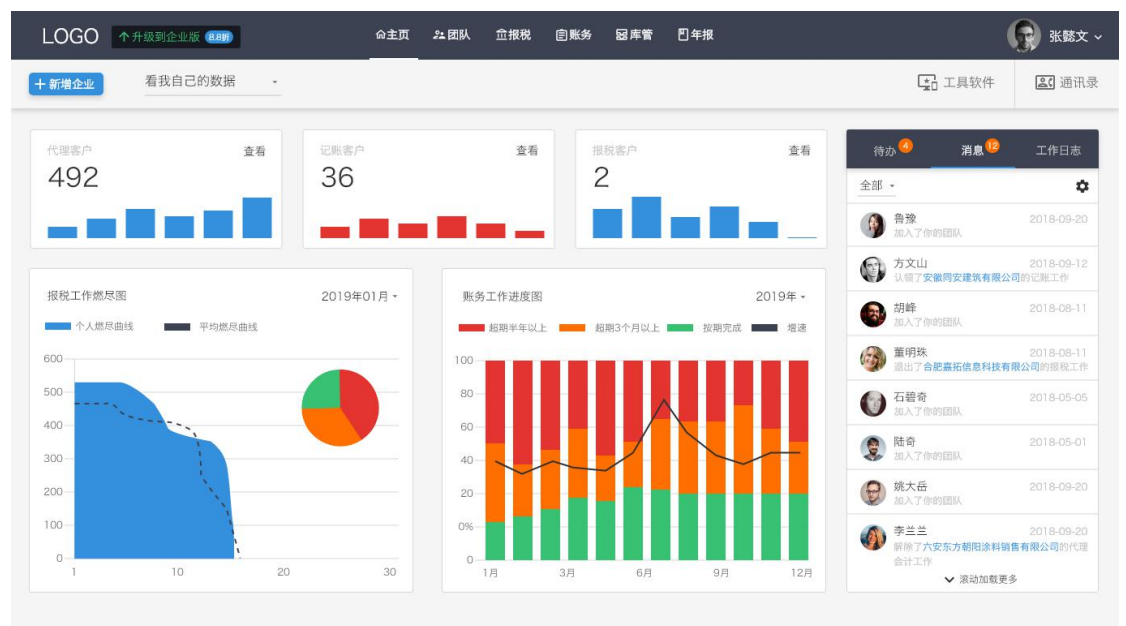 LOGO 升级到企业版 8.8折 主页 团队 报税 账务 库管 年报 张懿文
+ 新增企业 看我自己的数据 工具软件 通讯录
代理客户 查看
492
记账客户 查看
36
报税客户 查看
2
报税工作燃尽图 2019年01月
个人燃尽曲线 平均燃尽曲线
600
500
400
300
200
100
0
1 10 20 30
账务工作进度图 2019年
超期半年以上 超期3个月以上 按期完成 增速
100
80
60
40
20
0%
0
1月 3月 6月 9月 12月
待办 4 消息 12 工作日志
全部
鲁豫 2018-09-20
加入了你的团队
方文山 2018-09-12
认领了安徽同安建筑有限公司的记账工作
胡峰 2018-08-11
加入了你的团队
董明珠 2018-08-11
退出了合肥嘉拓信息科技有限公司的报税工作
石碧奇 2018-05-05
加入了你的团队
陆奇 2018-05-01
加入了你的团队
姚大岳 2018-09-20
加入了你的团队
李兰兰 2018-09-20
解除了六安东方朝阳涂料销售有限公司的代理
会计工作
滚动加载更多